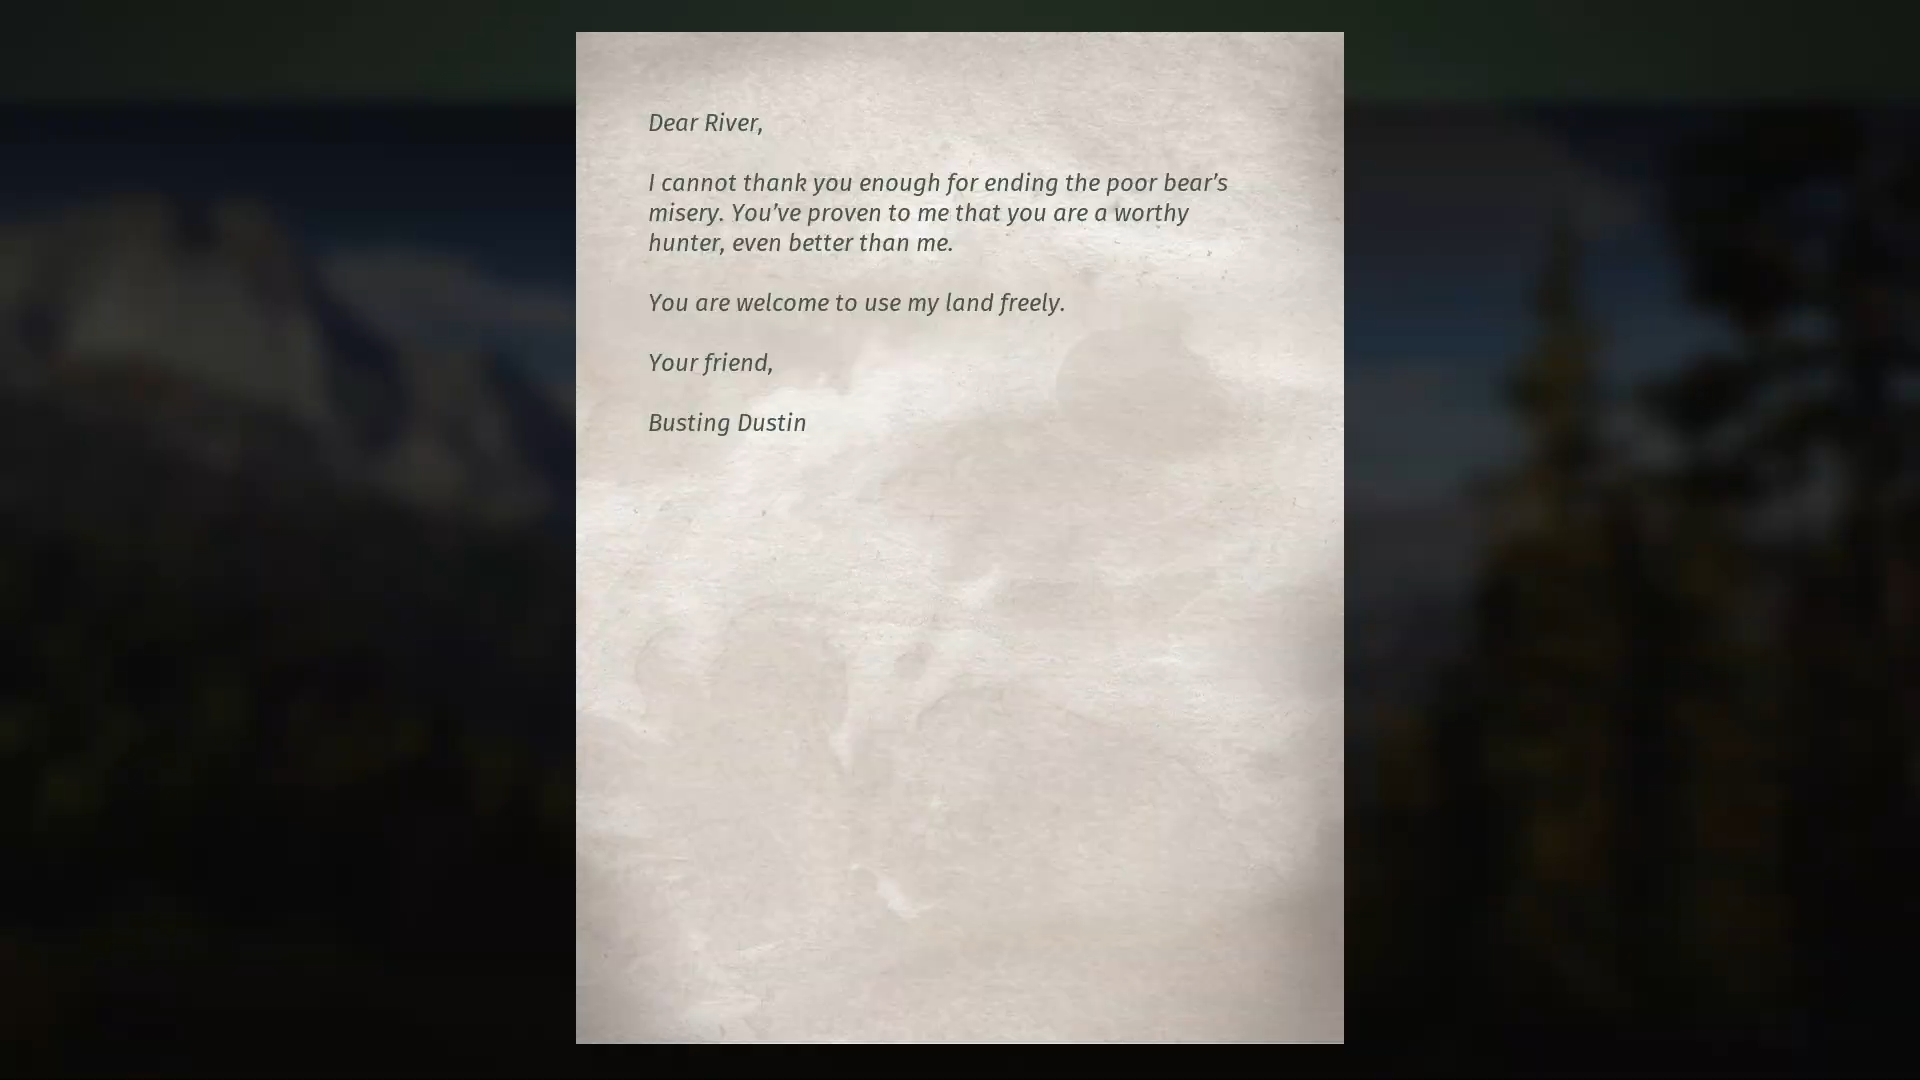 Dear River,
I cannot thank you enough for ending the poor bear’s
misery. You’ve proven to me that you are a worthy
hunter, even better than me.
You are welcome to use my land freely.
Your friend,
Busting Dustin